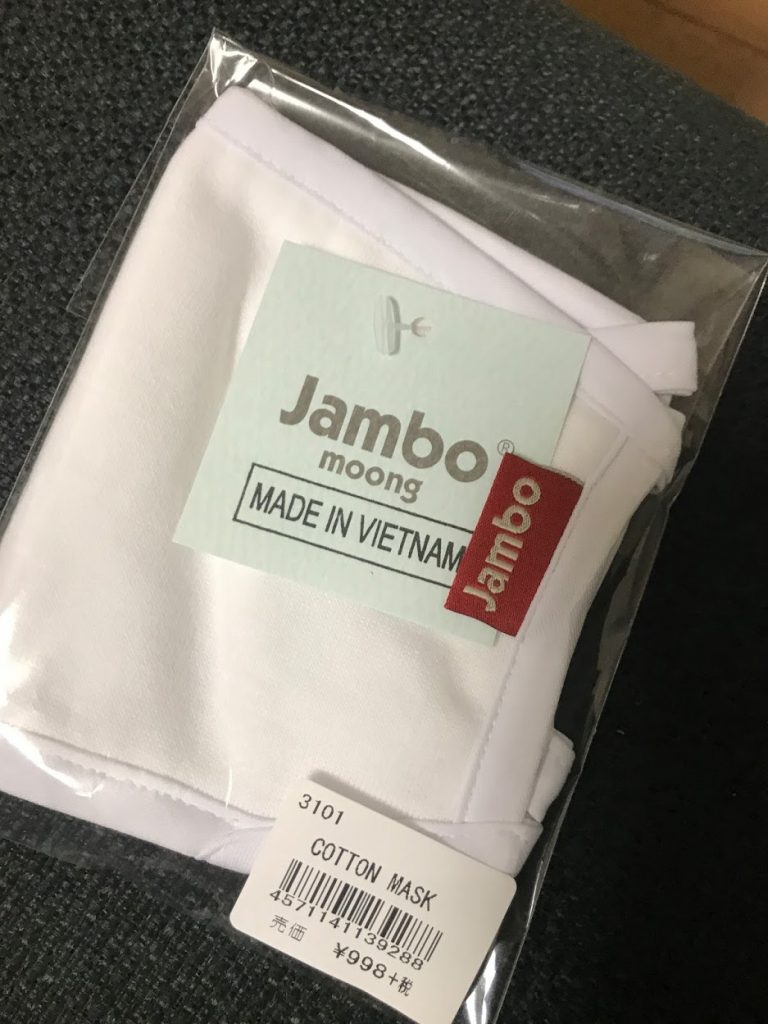 Jambo®
moong
MADE IN VIETNAM
Jambo
3101
COTTON MASK
4571141139288
売価
¥998+税